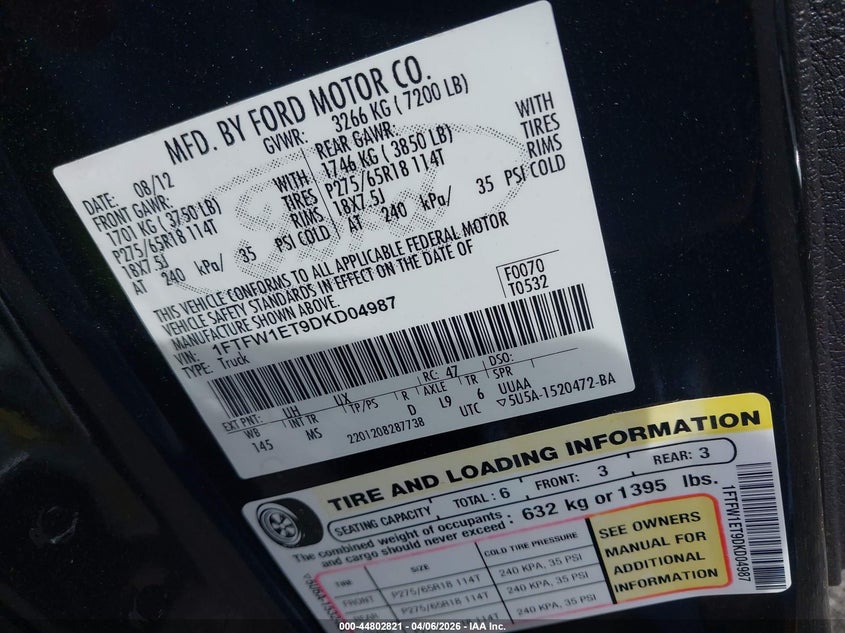 MFD. BY FORD MOTOR CO.
DATE: 08/12
GVWR: 3266 KG ( 7200 LB)
FRONT GAWR:
REAR GAWR:
1701 KG ( 3750 LB)
WITH
1746 KG ( 3850 LB)
WITH
P275/65R18 114T
TIRES
P275/65R18 114T
TIRES
18X7.5J
RIMS
18X7.5J
RIMS
AT 240 kPa/ 35 PSI COLD
AT 240 kPa/ 35 PSI COLD
THIS VEHICLE CONFORMS TO ALL APPLICABLE FEDERAL MOTOR
VEHICLE SAFETY STANDARDS IN EFFECT ON THE DATE OF
MANUFACTURE SHOWN ABOVE.
F0070
T0532
VIN: 1FTFW1ET9DKD04987
TYPE: Truck
EXT PNT: UH UX RC: 47 DSO:
WB INT TR TP/PS R AXLE TR SPR
145 MS D L9 6 UUAA
2201208287738 UTC ▽5U5A-1520472-BA
TIRE AND LOADING INFORMATION
SEATING CAPACITY TOTAL: 6 FRONT: 3 REAR: 3
The combined weight of occupants and cargo should never exceed : 632 kg or 1395 lbs.
TIRE SIZE COLD TIRE PRESSURE
FRONT P275/65R18 114T 240 KPA, 35 PSI
REAR P275/65R18 114T 240 KPA, 35 PSI
240 KPA, 35 PSI
SEE OWNERS
MANUAL FOR
ADDITIONAL
INFORMATION
1FTFW1ET9DKD04987
000-44802821 - 04/06/2026 - IAA Inc.